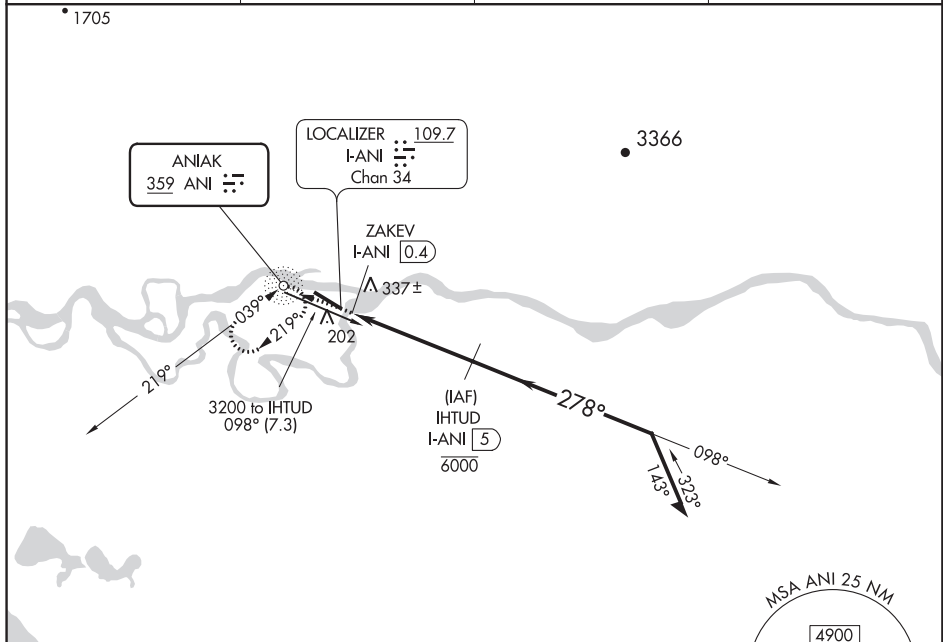 1705
LOCALIZER 109.7
I-ANI
Chan 34
3366
ANIAK
359 ANI
ZAKEV
I-ANI 0.4
337±
039°
219°
202
219°
3200 to IHTUD
098° (7.3)
(IAF)
IHTUD
I-ANI 5
6000
278°
098°
143°
323°
MSA ANI 25 NM
4900